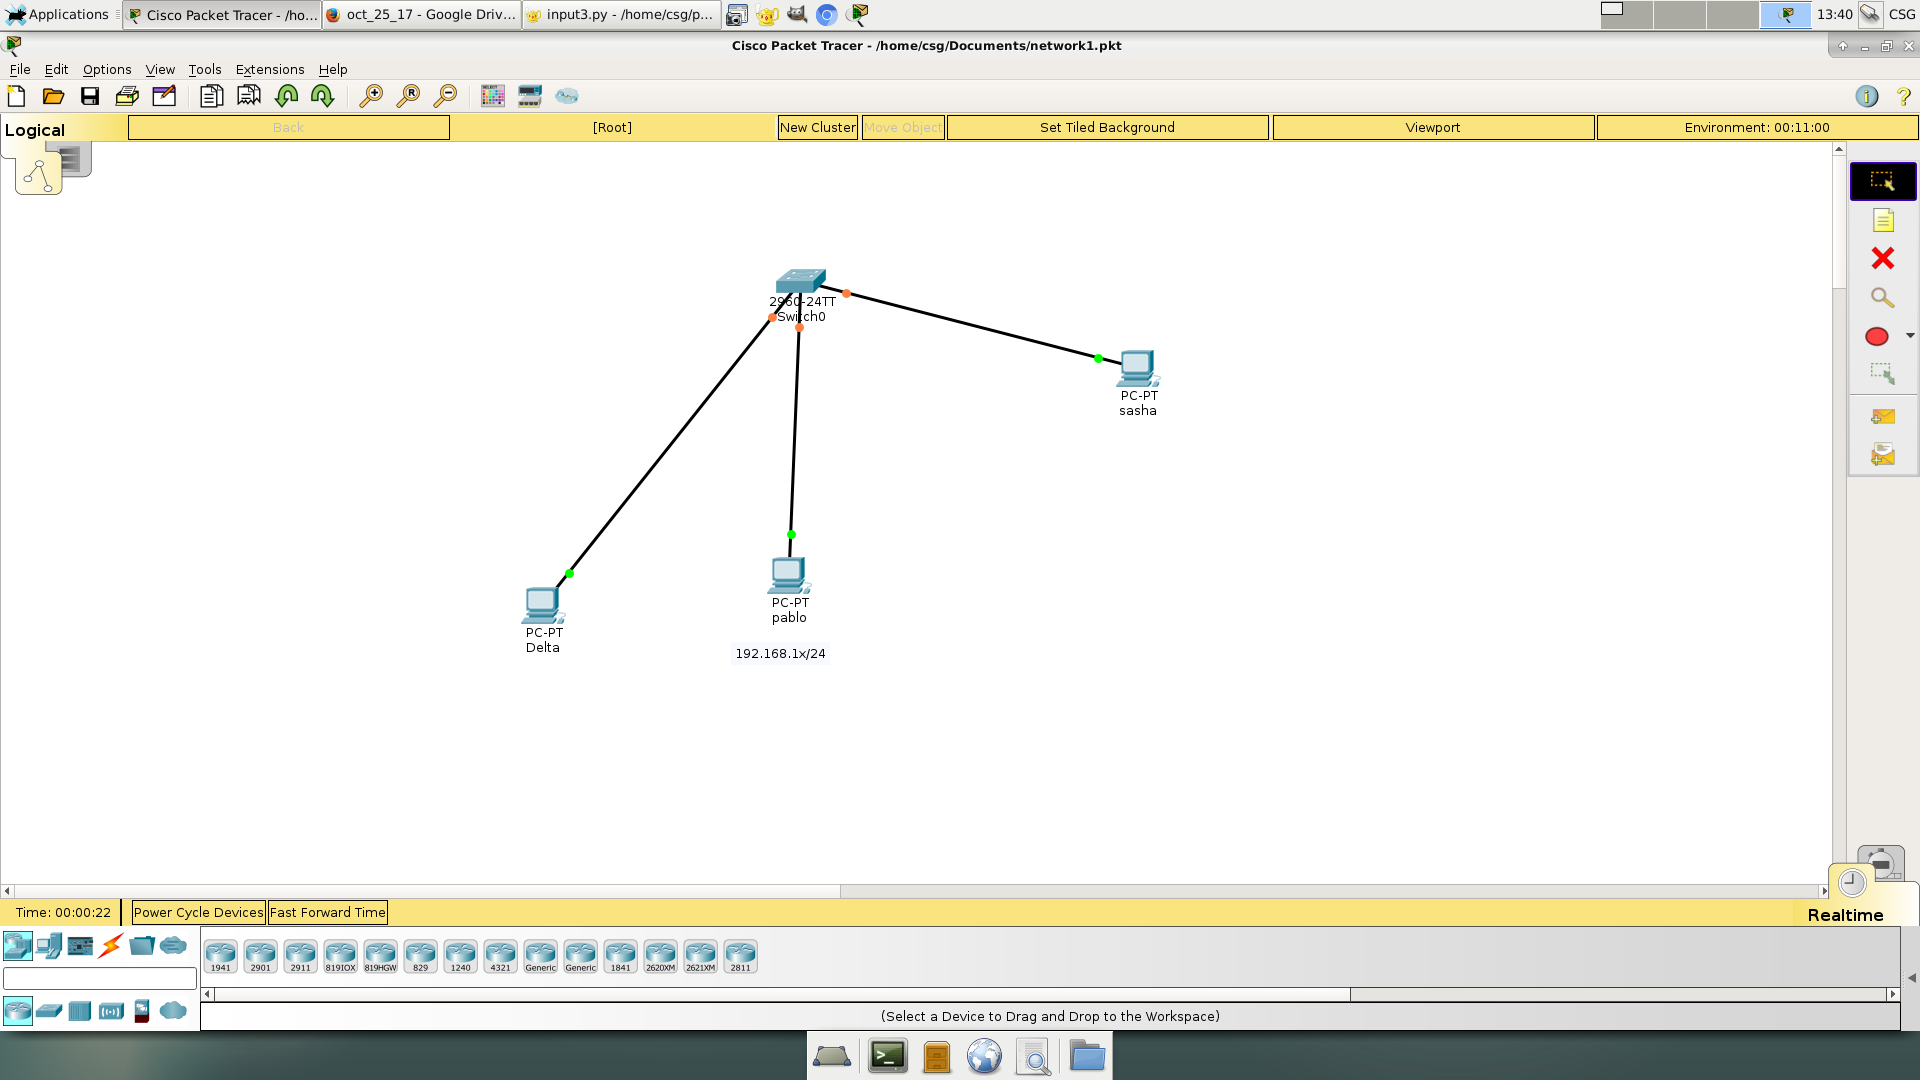 Applications
Cisco Packet Tracer - /ho...
oct_25_17 - Google Driv...
input3.py - /home/csg/p...
13:40
CSG
Cisco Packet Tracer - /home/csg/Documents/network1.pkt
File Edit Options View Tools Extensions Help
Logical
Back
[Root]
New Cluster
Move Object
Set Tiled Background
Viewport
Environment: 00:11:00
2960-24TT
Switch0
PC-PT
sasha
PC-PT
pablo
PC-PT
Delta
192.168.1x/24
Time: 00:00:22
Power Cycle Devices
Fast Forward Time
Realtime
1941 2901 2911 819IOX 819HGW 829 1240 4321 Generic Generic 1841 2620XM 2621XM 2811
(Select a Device to Drag and Drop to the Workspace)